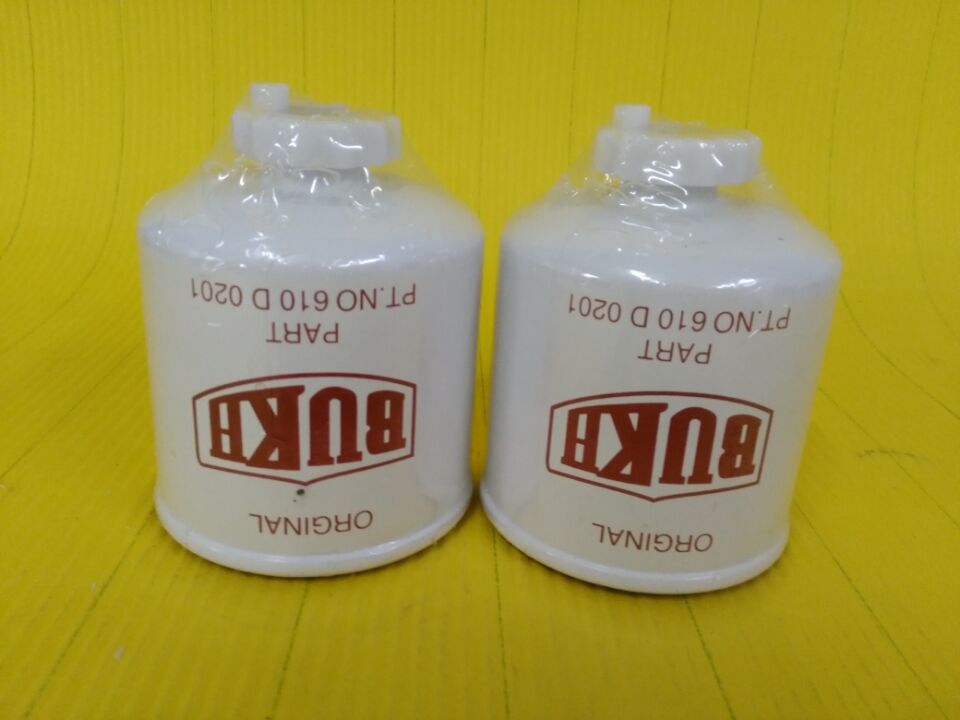 ORGINAL
BUKH
PART
PT.NO 610 D 0201
ORGINAL
BUKH
PART
PT.NO 610 D 0201